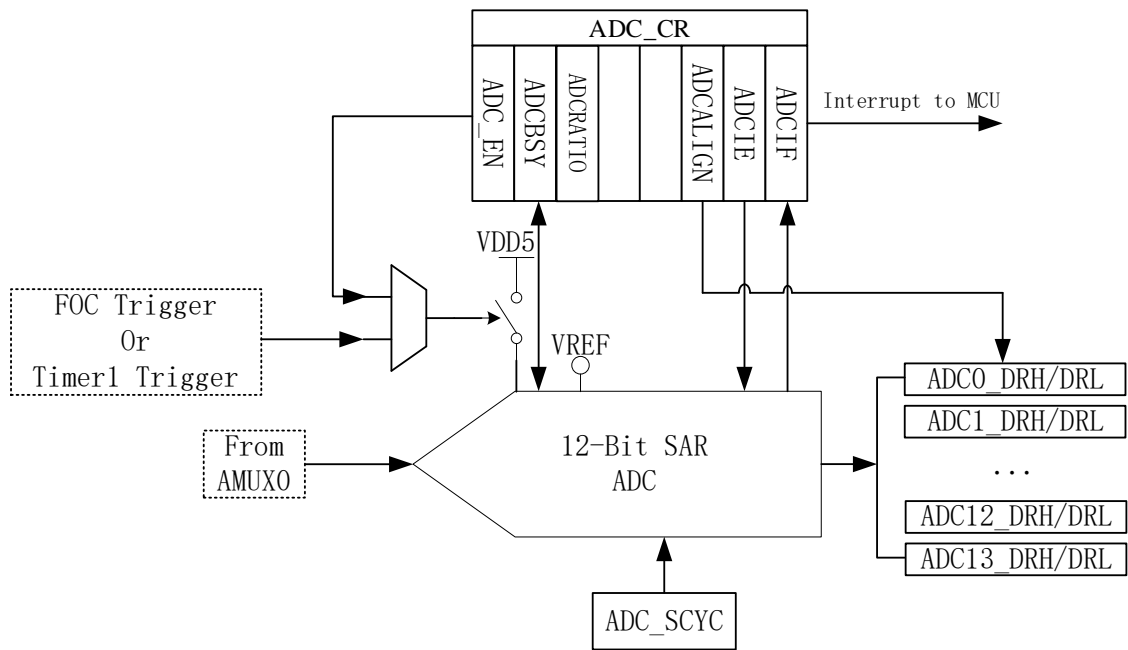 ADC_CR
ADC_EN
ADCBSY
ADCRATIO
ADCALIGN
ADCIE
ADCIF
Interrupt to MCU
VDD5
VREF
FOC Trigger
Or
Timer1 Trigger
From
AMUX0
12-Bit SAR
ADC
ADC0_DRH/DRL
ADC1_DRH/DRL
...
ADC12_DRH/DRL
ADC13_DRH/DRL
ADC_SCYC